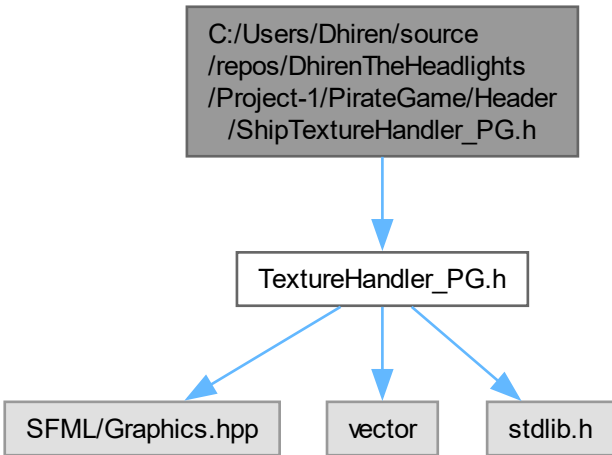 C:/Users/Dhiren/source
/repos/DhirenTheHeadlights
/Project-1/PirateGame/Header
/ShipTextureHandler_PG.h
TextureHandler_PG.h
SFML/Graphics.hpp
vector
stdlib.h